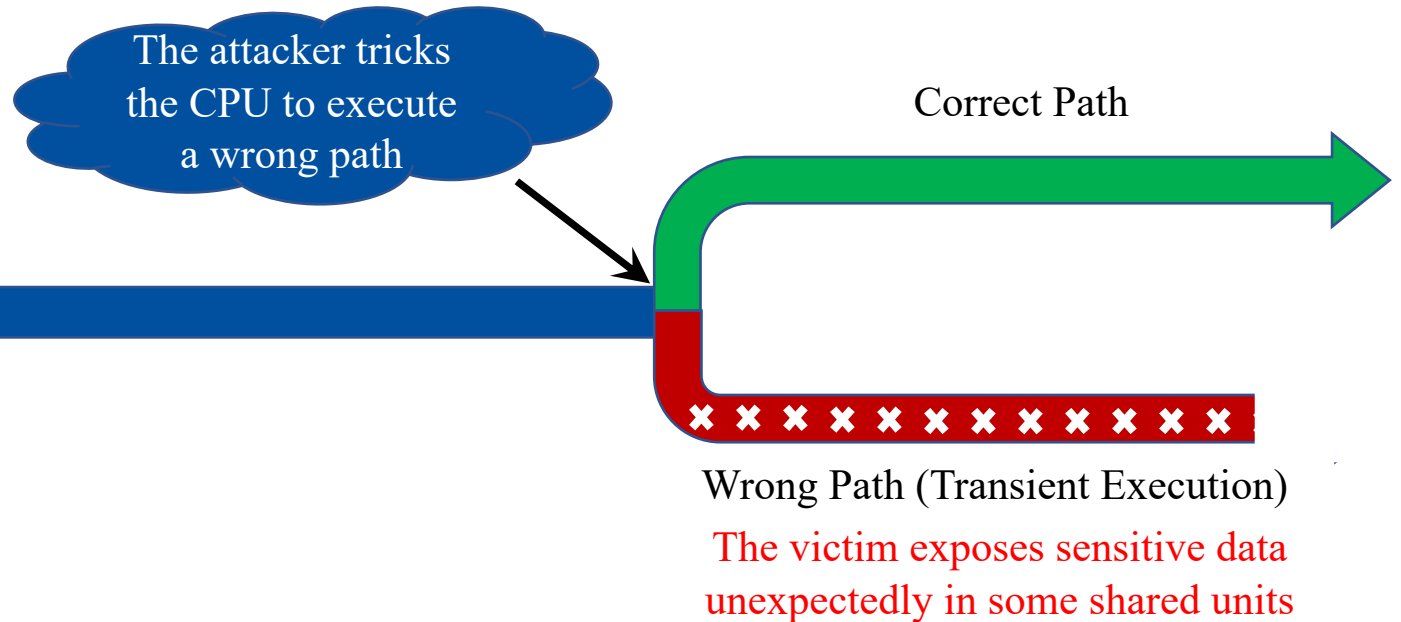 The attacker tricks
the CPU to execute
a wrong path
Correct Path
Wrong Path (Transient Execution)
The victim exposes sensitive data
unexpectedly in some shared units